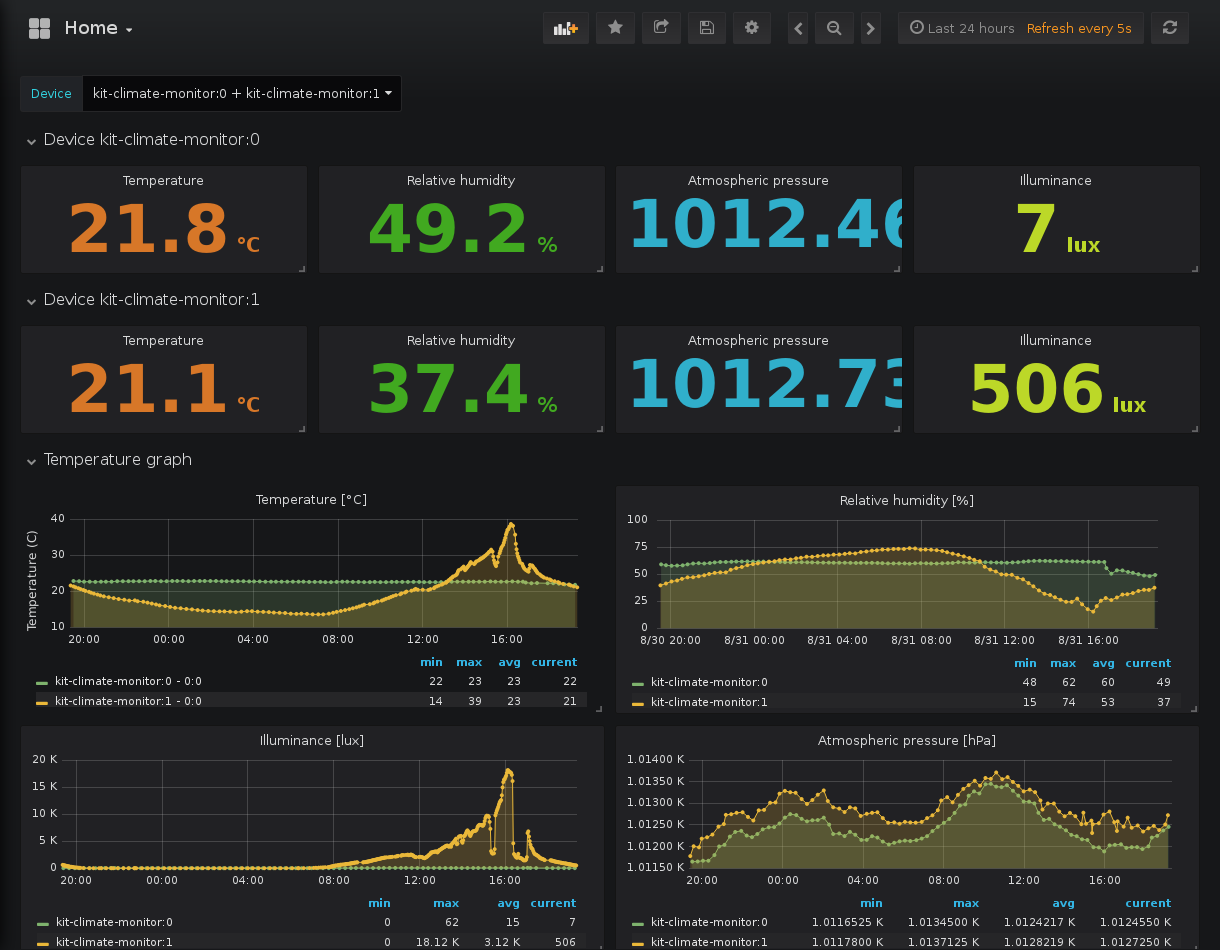 Home
Last 24 hours Refresh every 5s
Device kit-climate-monitor:0 + kit-climate-monitor:1
Device kit-climate-monitor:0
Temperature Relative humidity Atmospheric pressure Illuminance
21.8 °C 49.2 % 1012.46 7 lux
Device kit-climate-monitor:1
Temperature Relative humidity Atmospheric pressure Illuminance
21.1 °C 37.4 % 1012.73 506 lux
Temperature graph
Temperature [°C]
Temperature (C)
40
30
20
10
20:00 00:00 04:00 08:00 12:00 16:00
min max avg current
kit-climate-monitor:0 - 0:0 22 23 23 22
kit-climate-monitor:1 - 0:0 14 39 23 21
Relative humidity [%]
100
75
50
25
0
8/30 20:00 8/31 00:00 8/31 04:00 8/31 08:00 8/31 12:00 8/31 16:00
min max avg current
kit-climate-monitor:0 48 62 60 49
kit-climate-monitor:1 15 74 53 37
Illuminance [lux]
20 K
15 K
10 K
5 K
0
20:00 00:00 04:00 08:00 12:00 16:00
min max avg current
kit-climate-monitor:0 0 62 15 7
kit-climate-monitor:1 0 18.12 K 3.12 K 506
Atmospheric pressure [hPa]
1.01400 K
1.01350 K
1.01300 K
1.01250 K
1.01200 K
1.01150 K
20:00 00:00 04:00 08:00 12:00 16:00
min max avg current
kit-climate-monitor:0 1.0116525 K 1.0134500 K 1.0124217 K 1.0124550 K
kit-climate-monitor:1 1.0117800 K 1.0137125 K 1.0128219 K 1.0127250 K